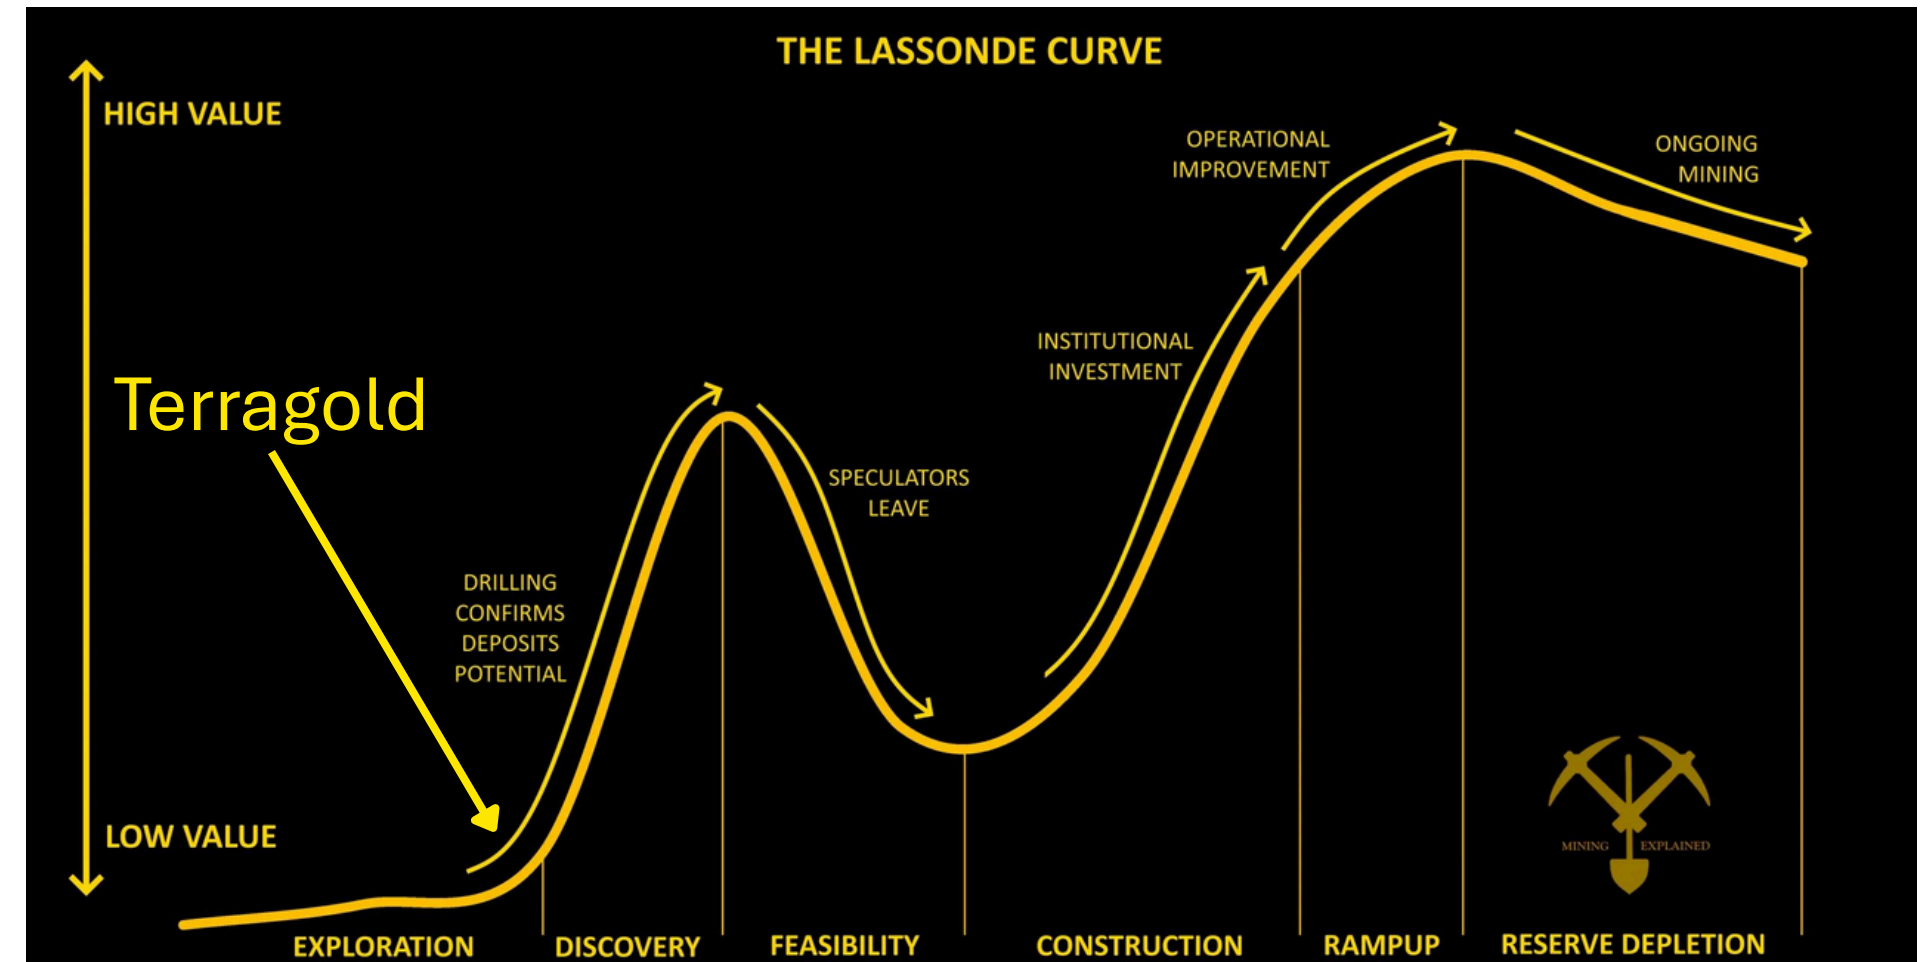 THE LASSONDE CURVE
HIGH VALUE
OPERATIONAL
IMPROVEMENT
ONGOING
MINING
INSTITUTIONAL
INVESTMENT
Terragold
SPECULATORS
LEAVE
DRILLING
CONFIRMS
DEPOSITS
POTENTIAL
LOW VALUE
MINING EXPLAINED
EXPLORATION
DISCOVERY
FEASIBILITY
CONSTRUCTION
RAMPUP
RESERVE DEPLETION